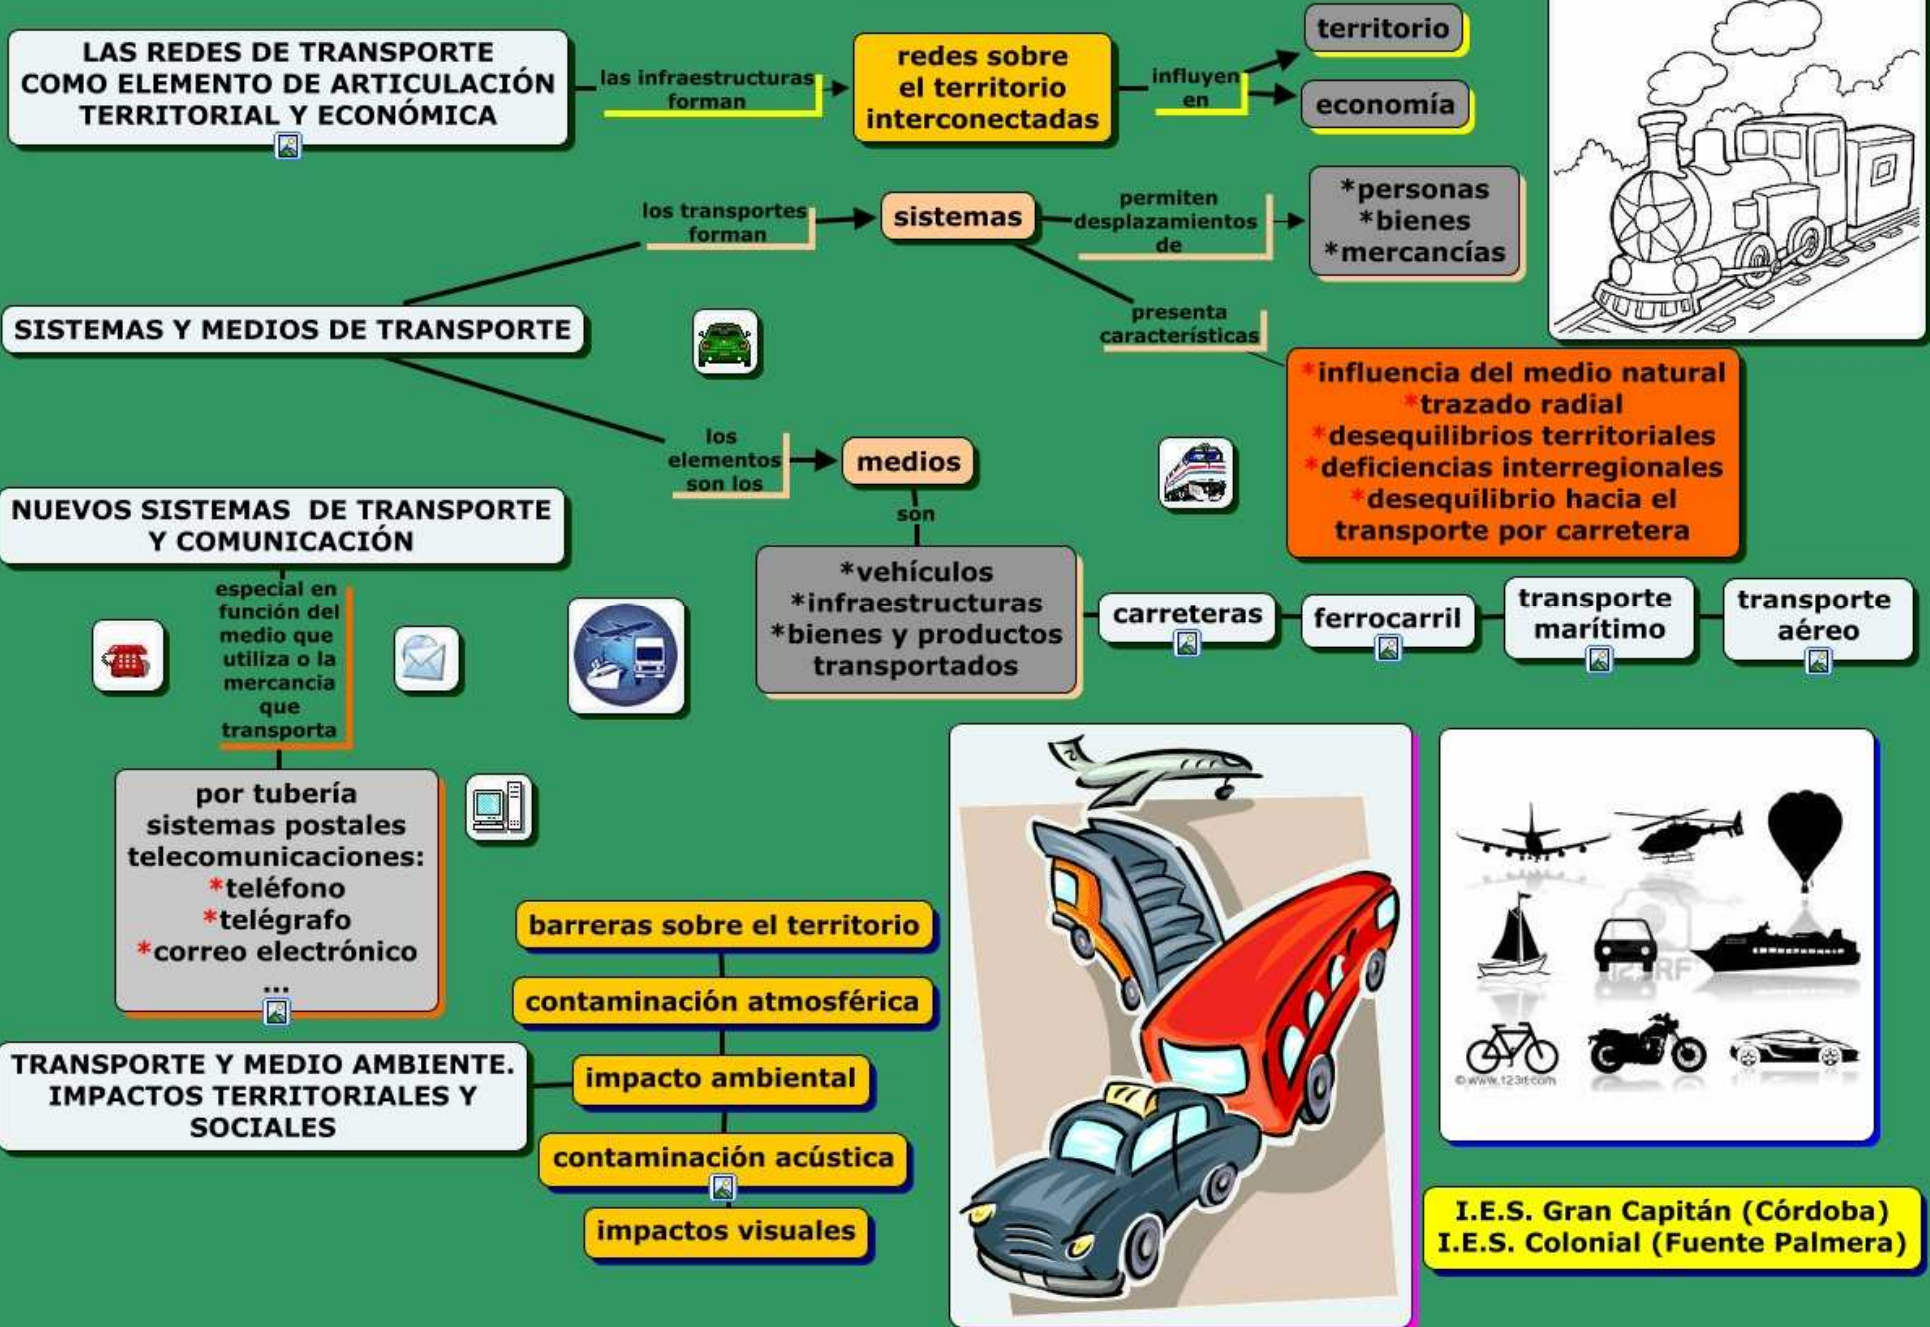 LAS REDES DE TRANSPORTE
COMO ELEMENTO DE ARTICULACIÓN
TERRITORIAL Y ECONÓMICA
las infraestructuras
forman
redes sobre
el territorio
interconectadas
influyen
en
territorio
economía
SISTEMAS Y MEDIOS DE TRANSPORTE
los transportes
forman
sistemas
permiten
desplazamientos
de
*personas
*bienes
*mercancías
presenta
características
*influencia del medio natural
*trazado radial
*desequilibrios territoriales
*deficiencias interregionales
*desequilibrio hacia el
transporte por carretera
los
elementos
son los
medios
son
*vehículos
*infraestructuras
*bienes y productos
transportados
carreteras
ferrocarril
transporte
marítimo
transporte
aéreo
NUEVOS SISTEMAS DE TRANSPORTE
Y COMUNICACIÓN
especial en
función del
medio que
utiliza o la
mercancia
que
transporta
por tubería
sistemas postales
telecomunicaciones:
*teléfono
*telégrafo
*correo electrónico
...
TRANSPORTE Y MEDIO AMBIENTE.
IMPACTOS TERRITORIALES Y
SOCIALES
barreras sobre el territorio
contaminación atmosférica
impacto ambiental
contaminación acústica
impactos visuales
123RF
© www.123rf.com
I.E.S. Gran Capitán (Córdoba)
I.E.S. Colonial (Fuente Palmera)